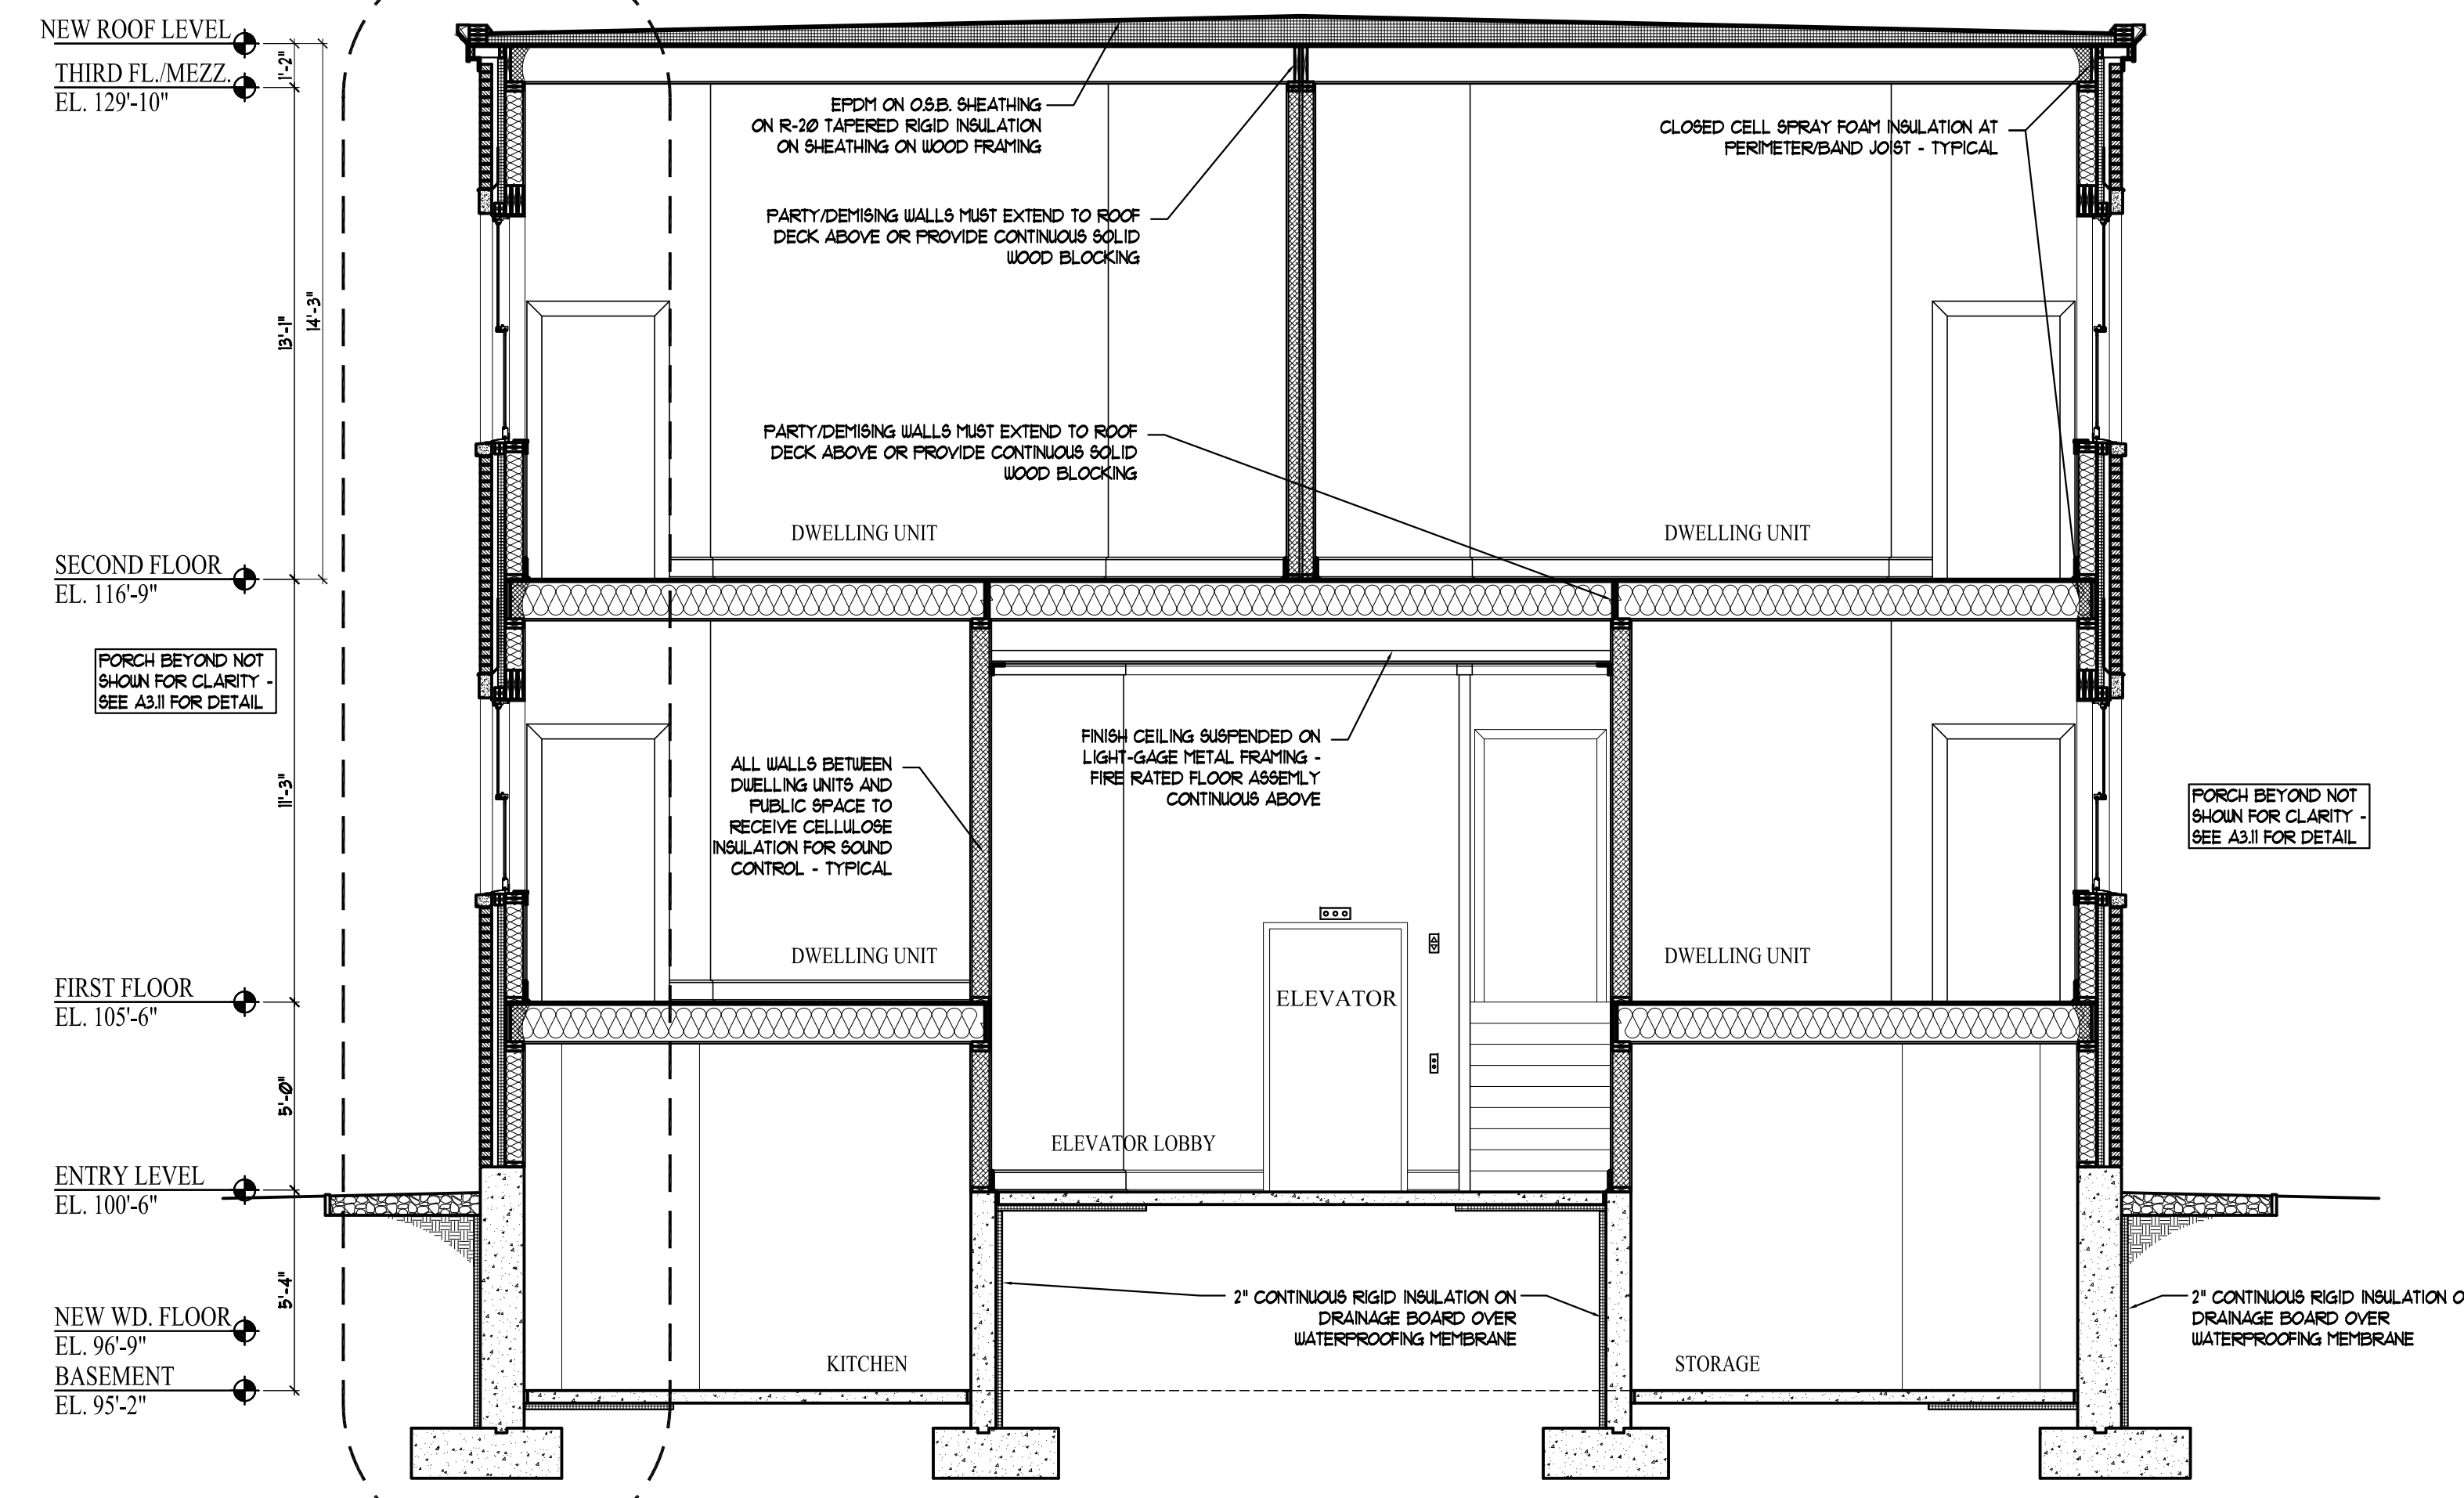 NEW ROOF LEVEL
THIRD FL./MEZZ.
EL. 129'-10"
1'-2"
13'-1"
14'-3"
SECOND FLOOR
EL. 116'-9"
PORCH BEYOND NOT
SHOWN FOR CLARITY -
SEE A3.11 FOR DETAIL
11'-3"
FIRST FLOOR
EL. 105'-6"
5'-0"
ENTRY LEVEL
EL. 100'-6"
5'-4"
NEW WD. FLOOR
EL. 96'-9"
BASEMENT
EL. 95'-2"
EPDM ON O.S.B. SHEATHING
ON R-20 TAPERED RIGID INSULATION
ON SHEATHING ON WOOD FRAMING
CLOSED CELL SPRAY FOAM INSULATION AT
PERIMETER/BAND JOIST - TYPICAL
PARTY/DEMISING WALLS MUST EXTEND TO ROOF
DECK ABOVE OR PROVIDE CONTINUOUS SOLID
WOOD BLOCKING
PARTY/DEMISING WALLS MUST EXTEND TO ROOF
DECK ABOVE OR PROVIDE CONTINUOUS SOLID
WOOD BLOCKING
DWELLING UNIT
DWELLING UNIT
FINISH CEILING SUSPENDED ON
LIGHT-GAGE METAL FRAMING -
FIRE RATED FLOOR ASSEMLY
CONTINUOUS ABOVE
ALL WALLS BETWEEN
DWELLING UNITS AND
PUBLIC SPACE TO
RECEIVE CELLULOSE
INSULATION FOR SOUND
CONTROL - TYPICAL
PORCH BEYOND NOT
SHOWN FOR CLARITY -
SEE A3.11 FOR DETAIL
DWELLING UNIT
DWELLING UNIT
ELEVATOR
ELEVATOR LOBBY
2" CONTINUOUS RIGID INSULATION ON
DRAINAGE BOARD OVER
WATERPROOFING MEMBRANE
2" CONTINUOUS RIGID INSULATION O
DRAINAGE BOARD OVER
WATERPROOFING MEMBRANE
KITCHEN
STORAGE